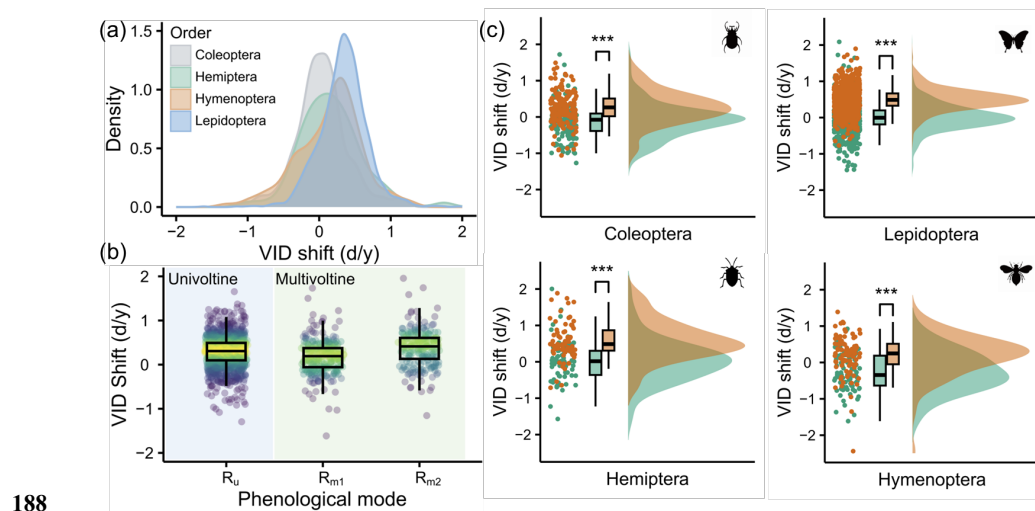 (a)
1.5
1.0
0.5
0.0
Density
Order
Coleoptera
Hemiptera
Hymenoptera
Lepidoptera
−2 −1 0 1 2
VID shift (d/y)
(b)
Univoltine Multivoltine
2
1
0
−1
−2
VID Shift (d/y)
Ru Rm1 Rm2
Phenological mode
(c)
2
1
0
−1
−2
VID shift (d/y)
***
Coleoptera
2
1
0
−1
−2
VID shift (d/y)
***
Lepidoptera
2
1
0
−1
−2
VID shift (d/y)
***
Hemiptera
2
1
0
−1
−2
VID shift (d/y)
***
Hymenoptera
188